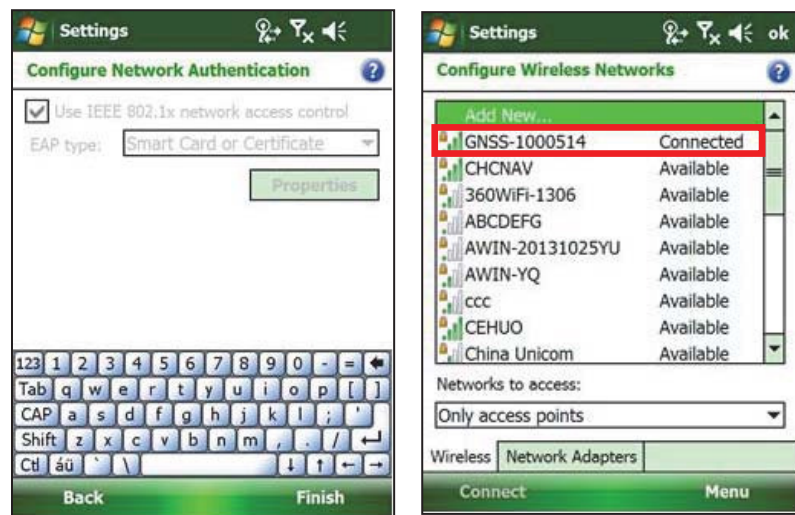 Settings
Configure Network Authentication
Use IEEE 802.1x network access control
EAP type: Smart Card or Certificate
Properties
123 1 2 3 4 5 6 7 8 9 0 - =
Tab q w e r t y u i o p [ ]
CAP a s d f g h j k l ; '
Shift z x c v b n m , . /
Ctl áü ` \
Back Finish
Settings ok
Configure Wireless Networks
Add New...
GNSS-1000514 Connected
CHCNAV Available
360WiFi-1306 Available
ABCDEFG Available
AWIN-20131025YU Available
AWIN-YQ Available
ccc Available
CEHUO Available
China Unicom Available
Networks to access:
Only access points
Wireless Network Adapters
Connect Menu